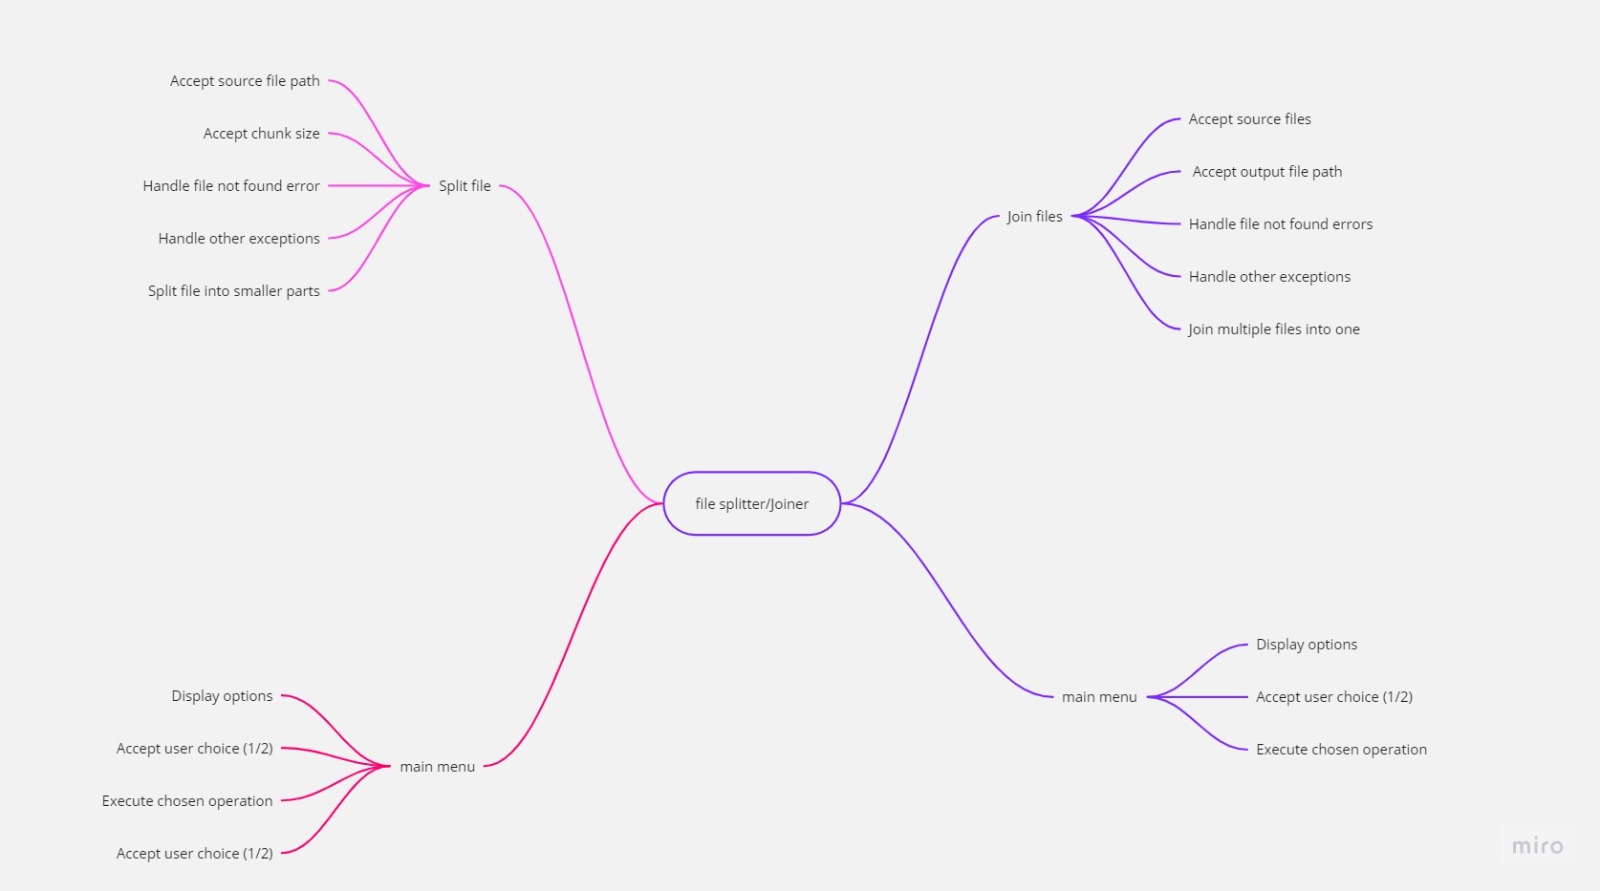 Accept source file path
Accept chunk size
Handle file not found error
Handle other exceptions
Split file into smaller parts
Split file
Join files
Accept source files
Accept output file path
Handle file not found errors
Handle other exceptions
Join multiple files into one
file splitter/Joiner
Display options
Accept user choice (1/2)
Execute chosen operation
Accept user choice (1/2)
main menu
main menu
Display options
Accept user choice (1/2)
Execute chosen operation
miro